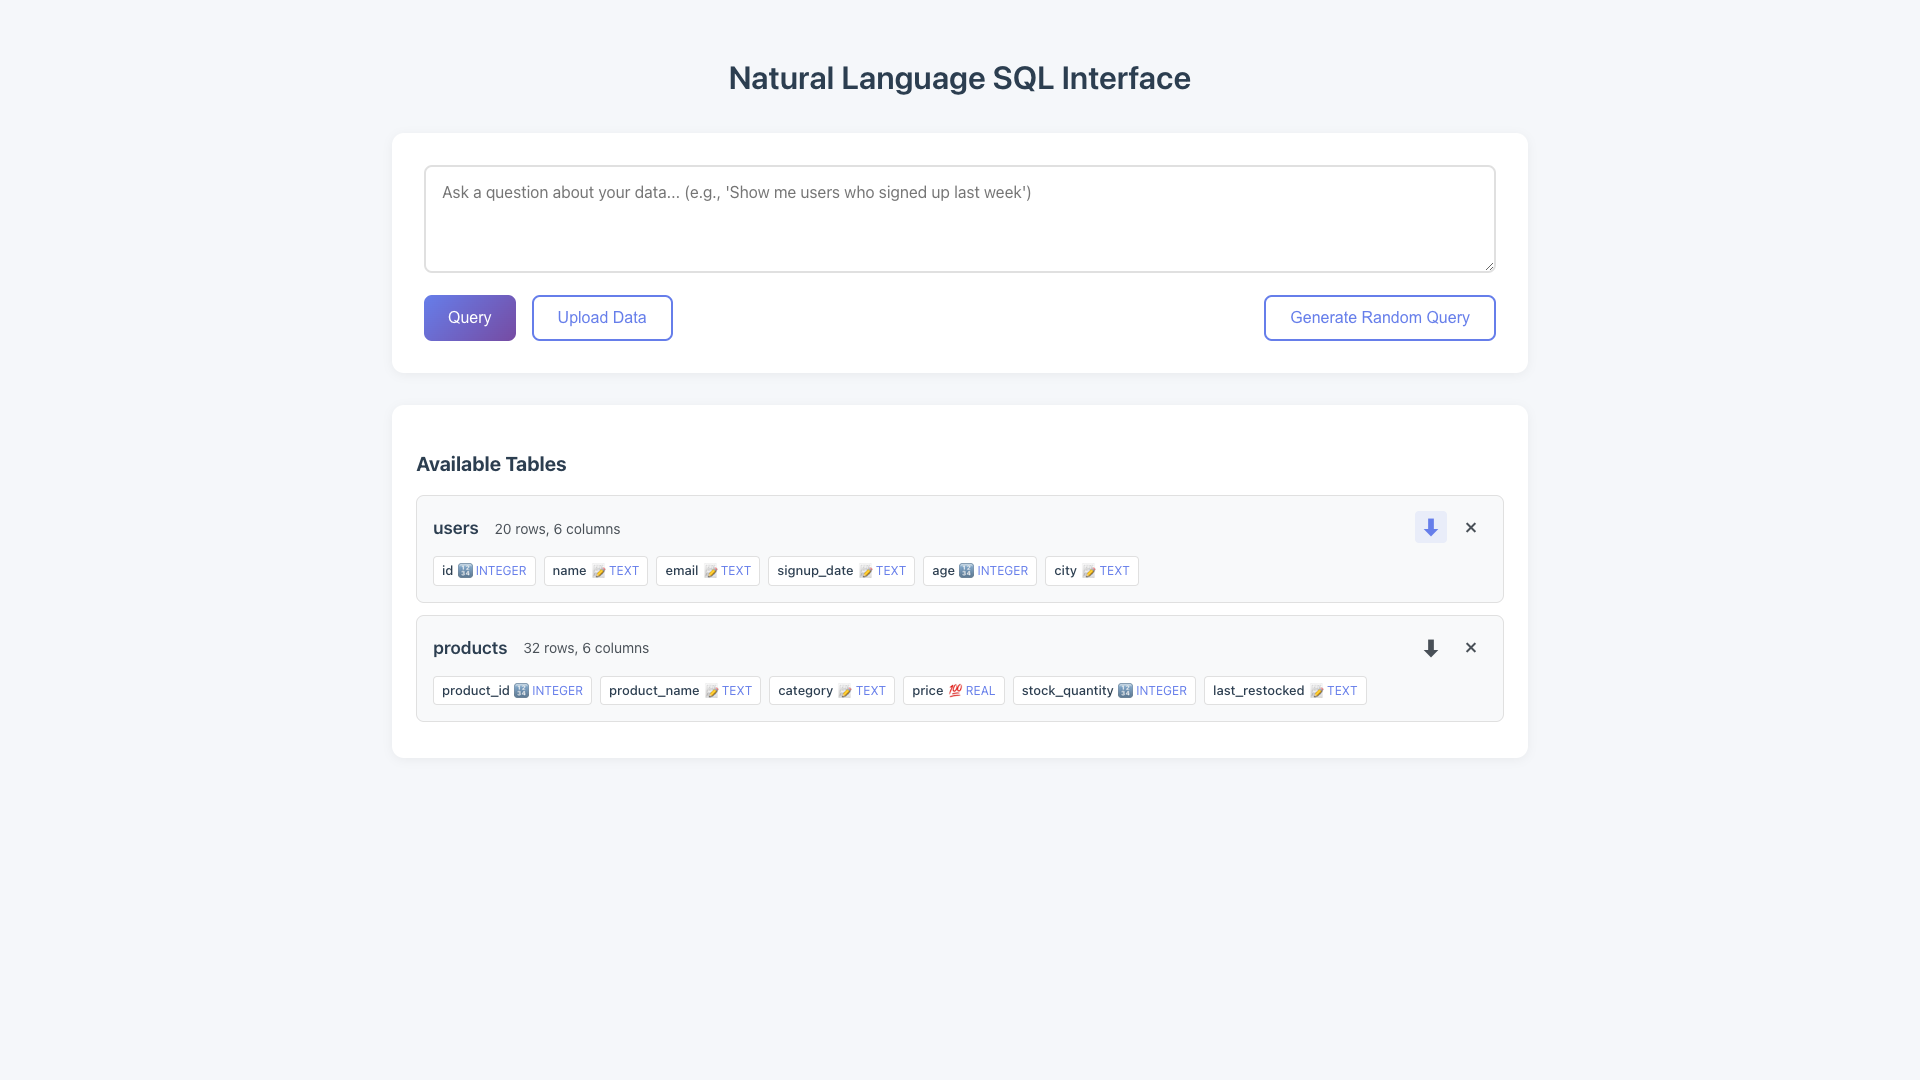 Natural Language SQL Interface
Ask a question about your data... (e.g., 'Show me users who signed up last week')
Query Upload Data Generate Random Query
Available Tables
users 20 rows, 6 columns
id 🔢 INTEGER name 📝 TEXT email 📝 TEXT signup_date 📝 TEXT age 🔢 INTEGER city 📝 TEXT
products 32 rows, 6 columns
product_id 🔢 INTEGER product_name 📝 TEXT category 📝 TEXT price 💯 REAL stock_quantity 🔢 INTEGER last_restocked 📝 TEXT